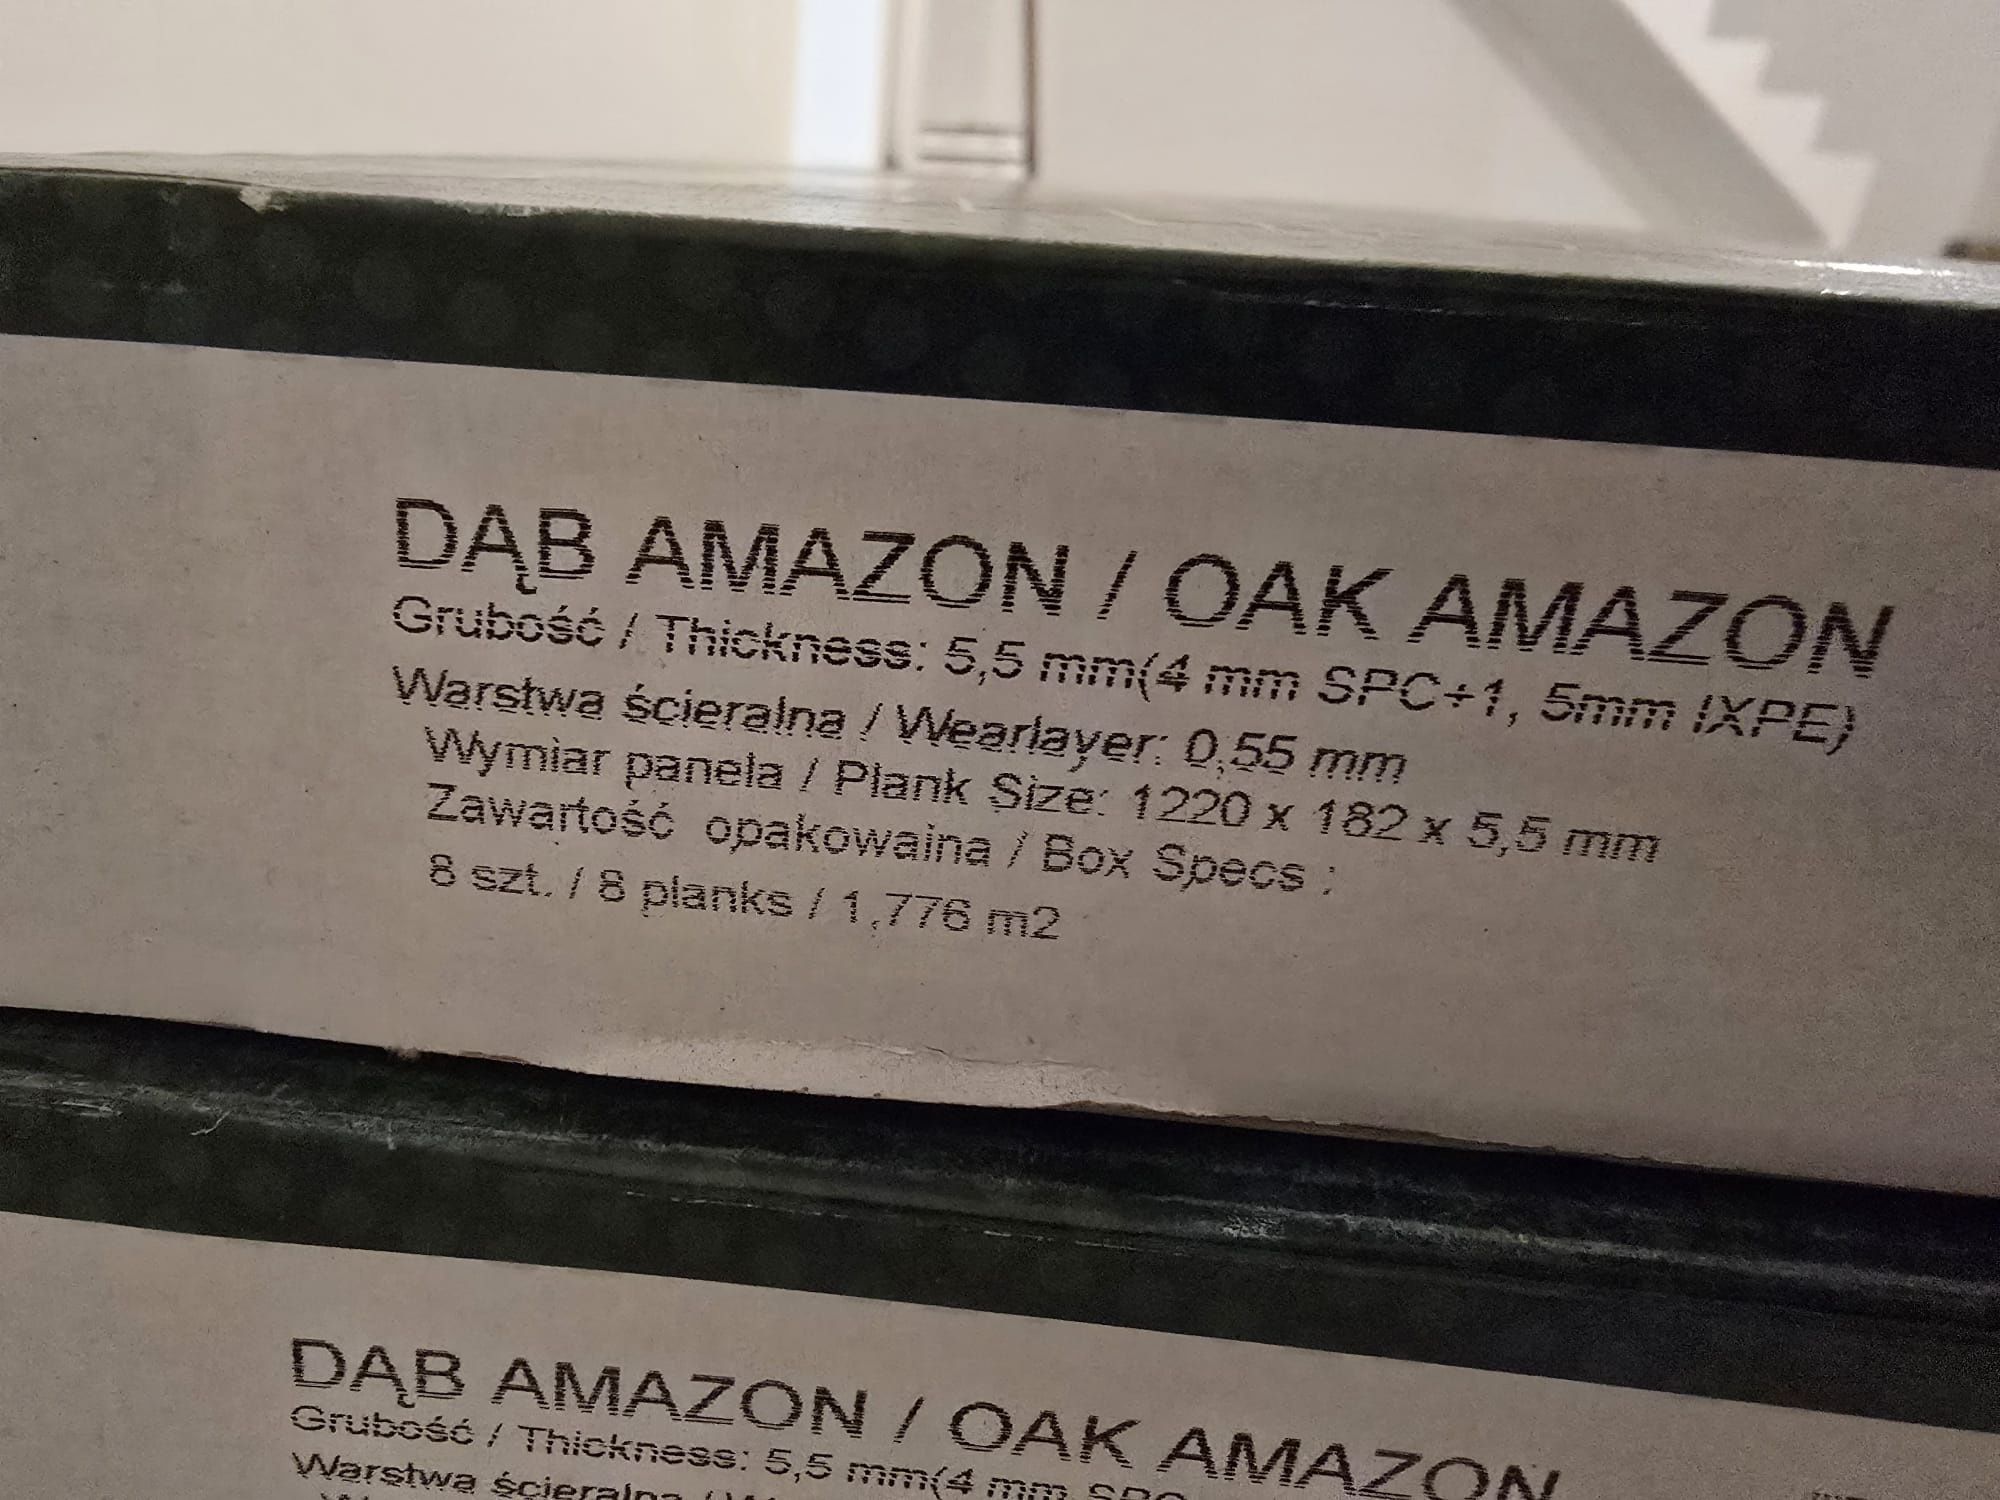 DĄB AMAZON / OAK AMAZON
Grubość / Thickness: 5,5 mm(4 mm SPC+1, 5mm IXPE)
Warstwa ścieralna / Wearlayer: 0,55 mm
Wymiar panela / Plank Size: 1220 x 182 x 5,5 mm
Zawartość opakowaina / Box Specs :
8 szt. / 8 planks / 1,776 m2
DĄB AMAZON / OAK AMAZON
Grubość / Thickness: 5,5 mm(4 mm SPC
Warstwa ścieralna /